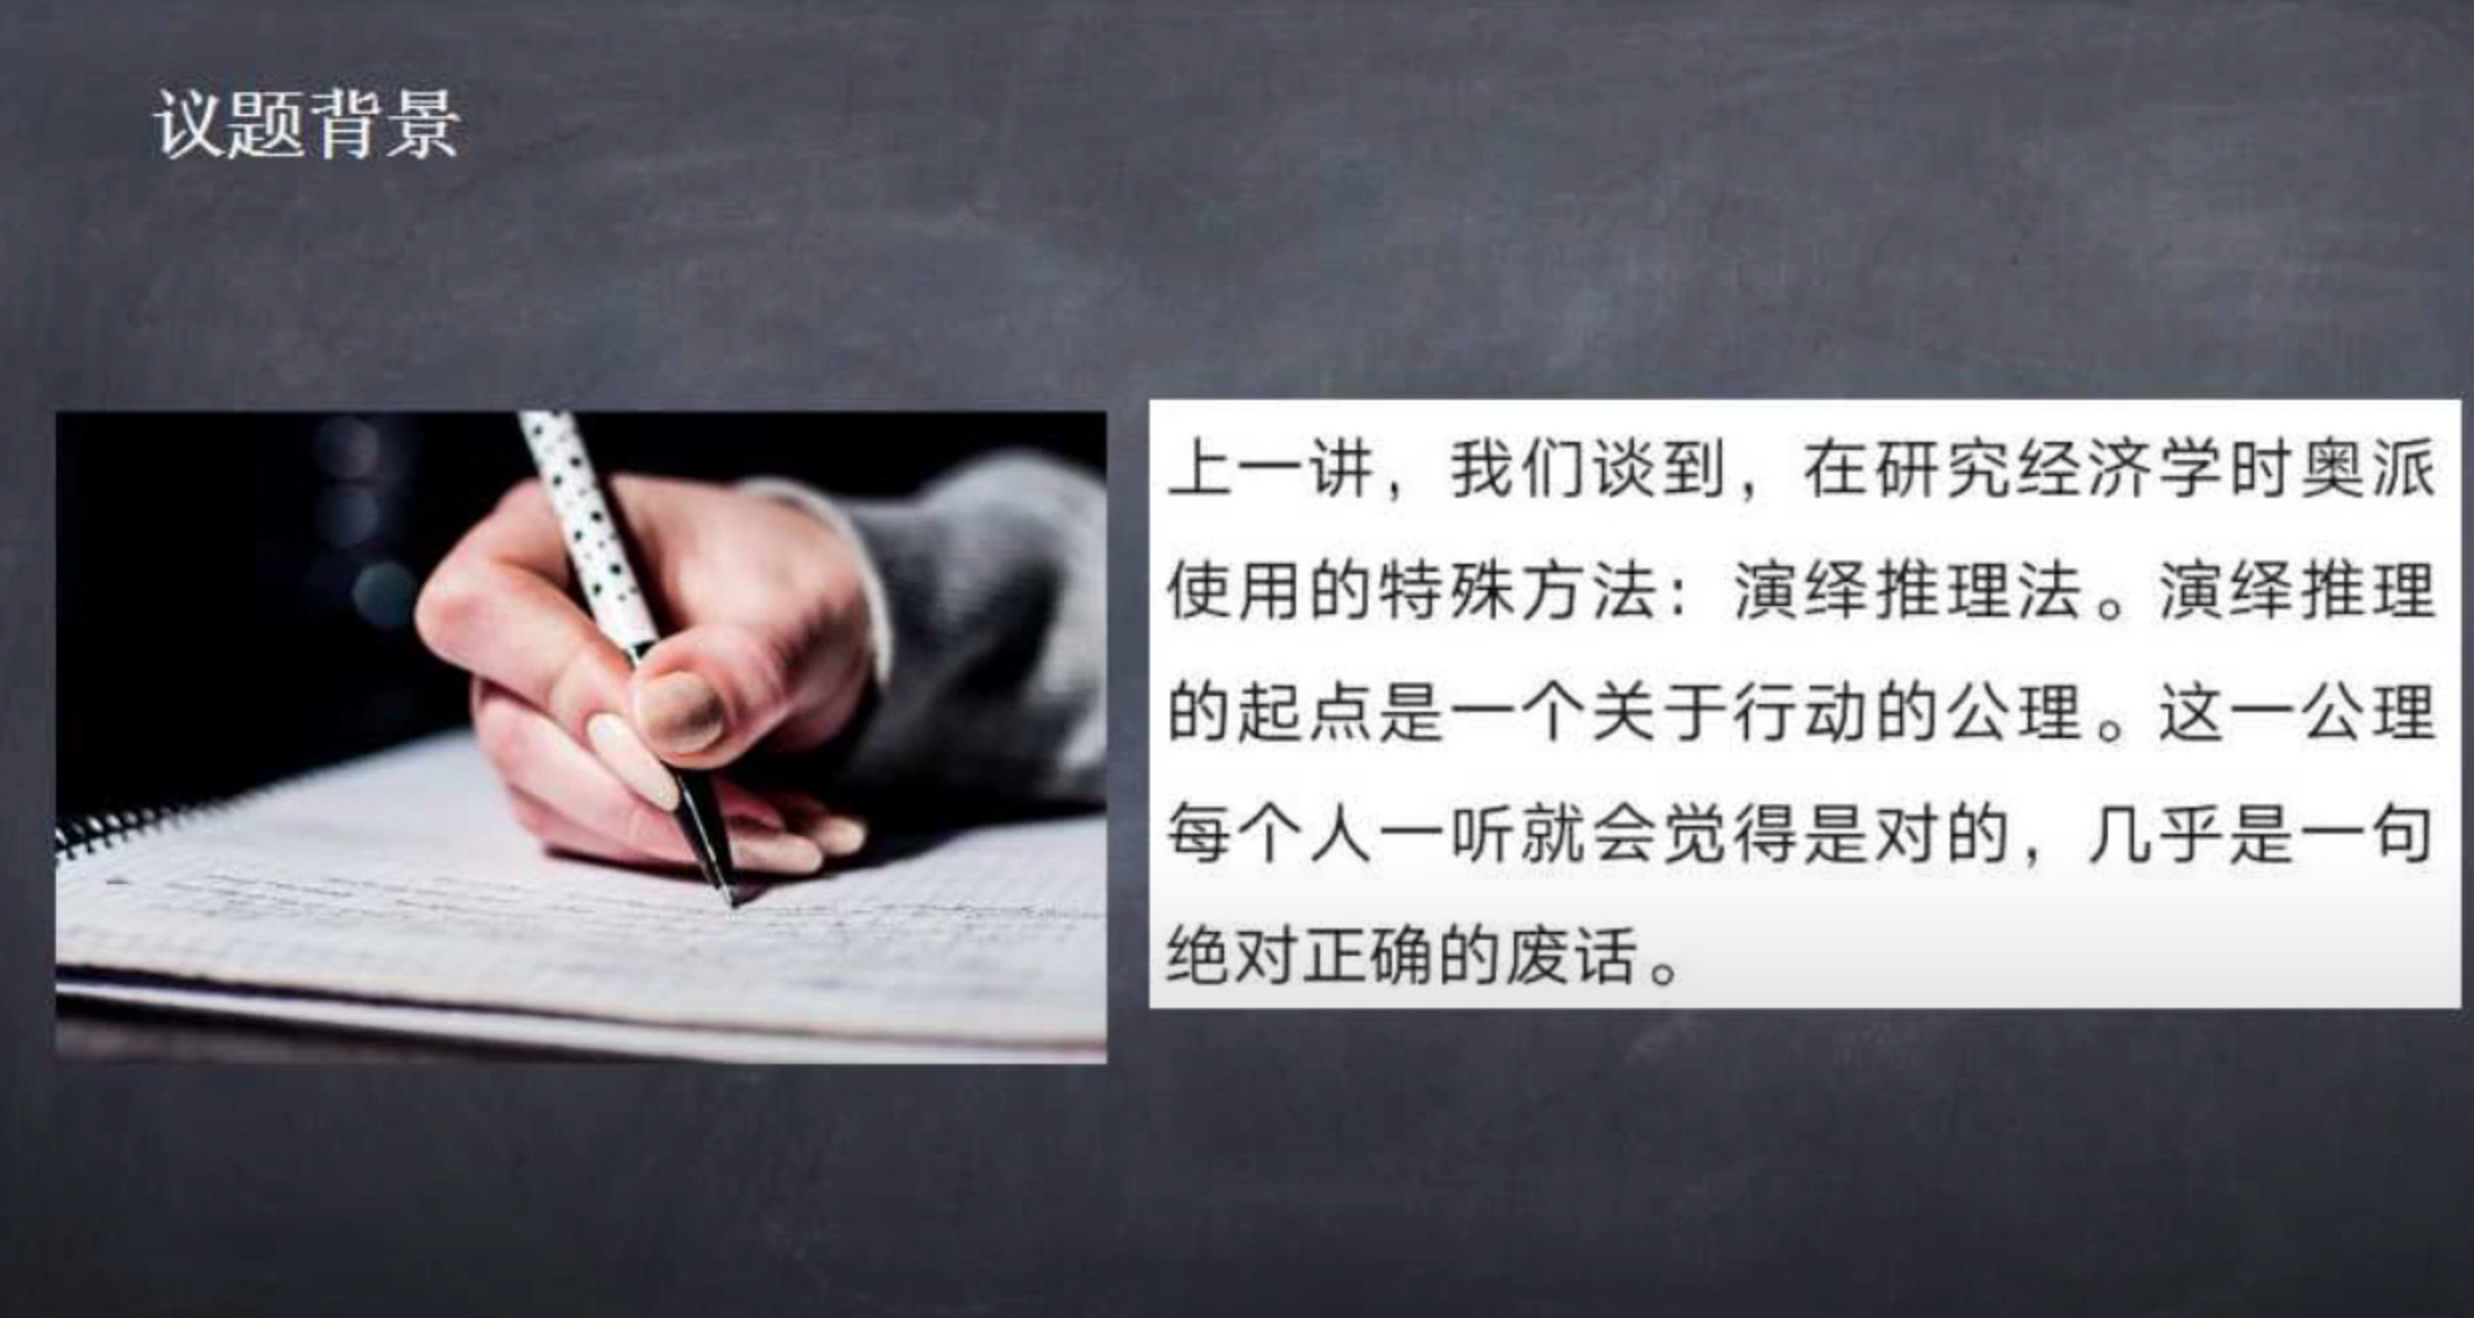 议题背景
上一讲，我们谈到，在研究经济学时奥派
使用的特殊方法：演绎推理法。演绎推理
的起点是一个关于行动的公理。这一公理
每个人一听就会觉得是对的，几乎是一句
绝对正确的废话。